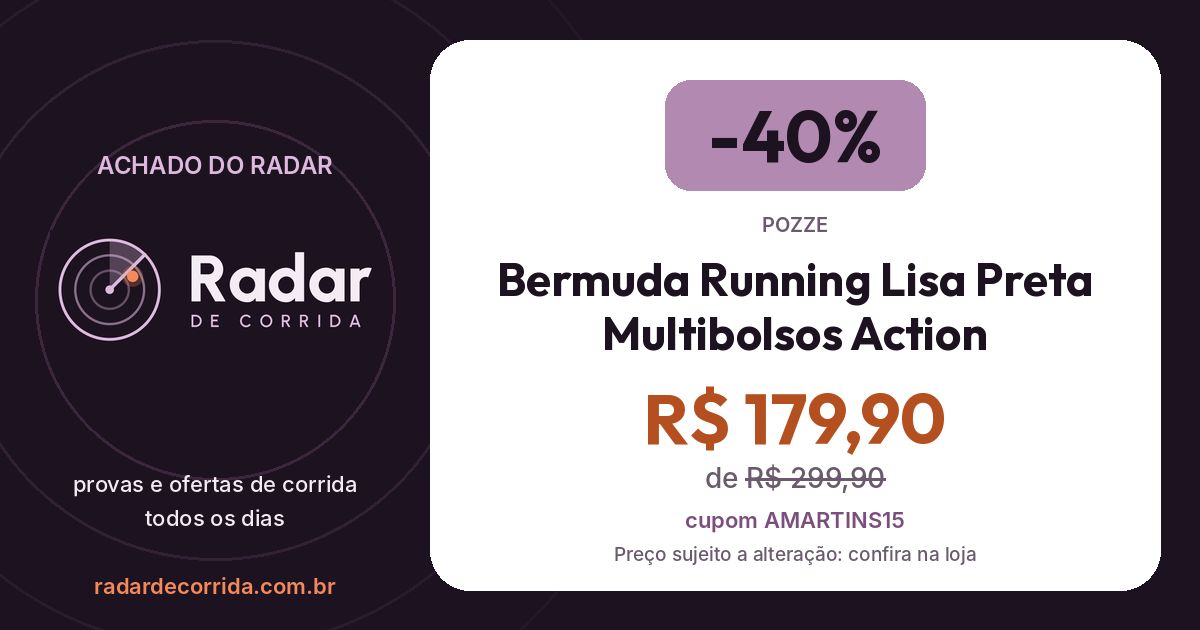 ACHADO DO RADAR
Radar
DE CORRIDA
provas e ofertas de corrida
todos os dias
radardecorrida.com.br
-40%
POZZE
Bermuda Running Lisa Preta
Multibolsos Action
R$ 179,90
de R$ 299,90
cupom AMARTINS15
Preço sujeito a alteração: confira na loja